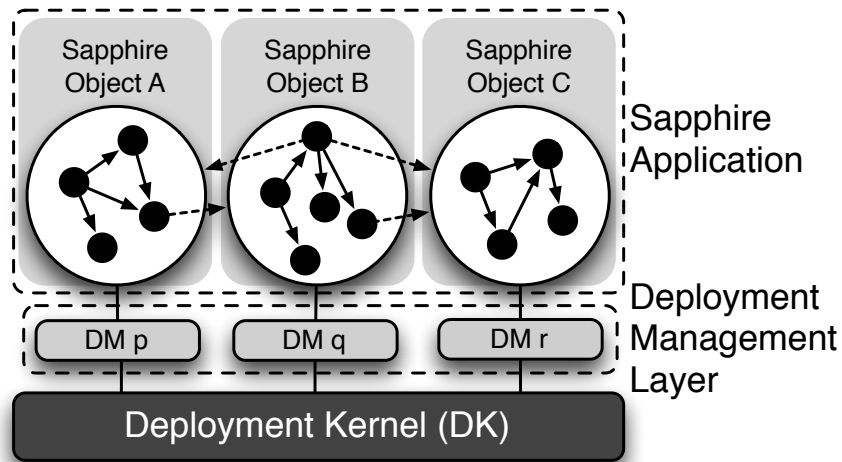 Sapphire
Object A
Sapphire
Object B
Sapphire
Object C
Sapphire
Application
DM p
DM q
DM r
Deployment
Management
Layer
Deployment Kernel (DK)